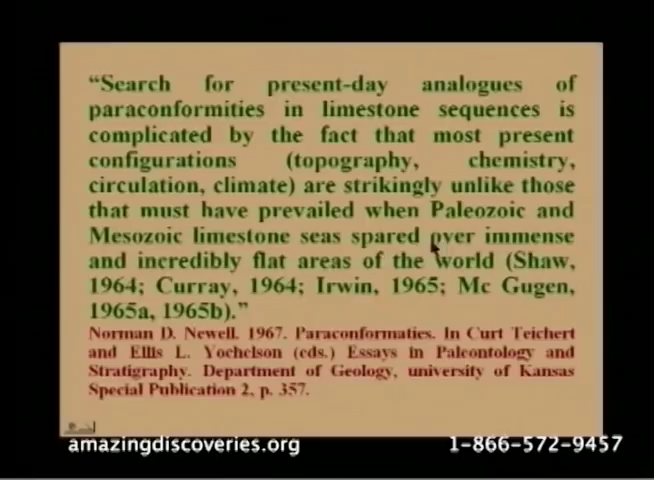 “Search for present-day analogues of
paraconformities in limestone sequences is
complicated by the fact that most present
configurations (topography, chemistry,
circulation, climate) are strikingly unlike those
that must have prevailed when Paleozoic and
Mesozoic limestone seas spared over immense
and incredibly flat areas of the world (Shaw,
1964; Curray, 1964; Irwin, 1965; Mc Gugen,
1965a, 1965b).”
Norman D. Newell. 1967. Paraconformaties. In Curt Teichert
and Ellis L. Yochelson (eds.) Essays in Paleontology and
Stratigraphy. Department of Geology, university of Kansas
Special Publication 2, p. 357.
amazingdiscoveries.org 1-866-572-9457